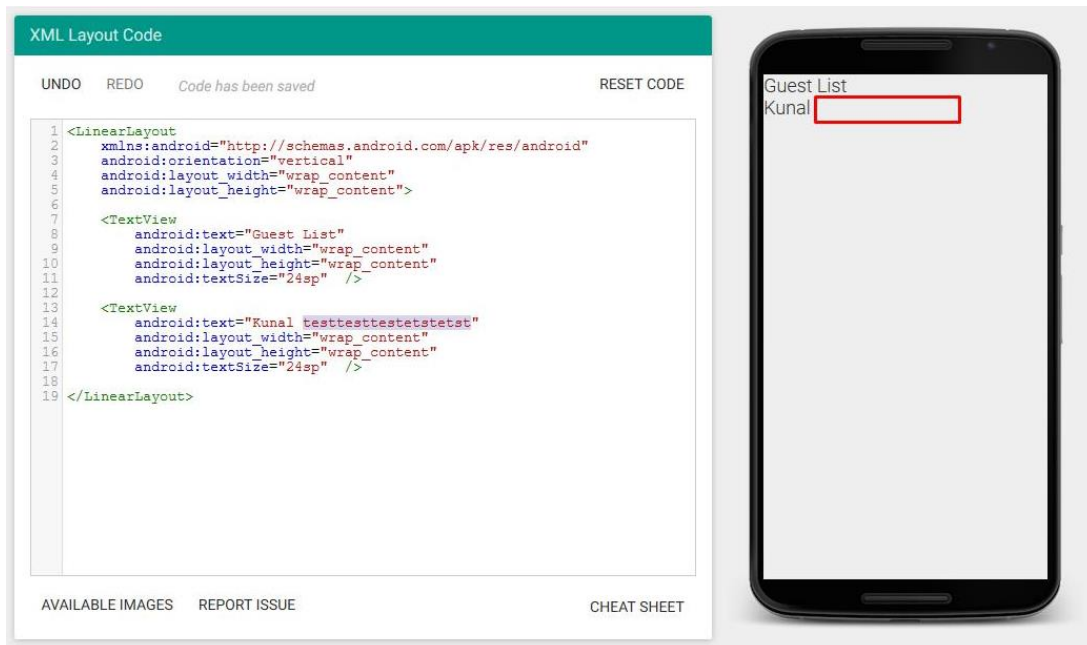 XML Layout Code
UNDO REDO Code has been saved RESET CODE
1 <LinearLayout
2 xmlns:android="http://schemas.android.com/apk/res/android"
3 android:orientation="vertical"
4 android:layout_width="wrap_content"
5 android:layout_height="wrap_content">
6
7 <TextView
8 android:text="Guest List"
9 android:layout_width="wrap_content"
10 android:layout_height="wrap_content"
11 android:textSize="24sp" />
12
13 <TextView
14 android:text="Kunal testtesttestetstetst"
15 android:layout_width="wrap_content"
16 android:layout_height="wrap_content"
17 android:textSize="24sp" />
18
19 </LinearLayout>
AVAILABLE IMAGES REPORT ISSUE CHEAT SHEET
Guest List
Kunal